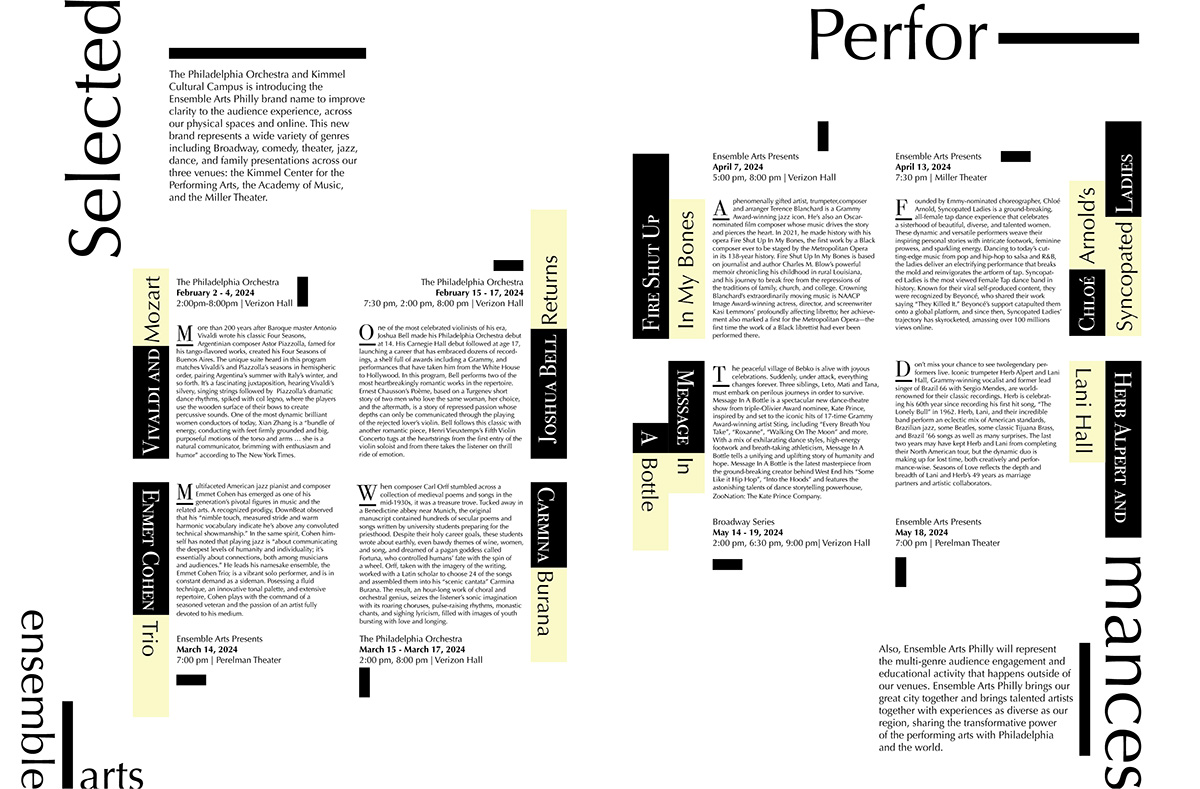 Selected
The Philadelphia Orchestra and Kimmel
Cultural Campus is introducing the
Ensemble Arts Philly brand name to improve
clarity to the audience experience, across
our physical spaces and online. This new
brand represents a wide variety of genres
including Broadway, comedy, theater, jazz,
dance, and family presentations across our
three venues: the Kimmel Center for the
Performing Arts, the Academy of Music,
and the Miller Theater.
Vivaldi and Mozart
The Philadelphia Orchestra
February 2 - 4, 2024
2:00pm-8:00pm | Verizon Hall
More than 200 years after Baroque master Antonio
Vivaldi wrote his classic Four Seasons,
Argentinian composer Astor Piazzolla, famed for
his tango-flavored works, created his Four Seasons of
Buenos Aires. The unique suite heard in this program
matches Vivaldi's and Piazzolla's seasons in hemispheric
order, pairing Argentina's summer with Italy's winter, and
so forth. It's a fascinating juxtaposition, hearing Vivaldi's
silvery, singing strings followed by Piazzolla's dramatic
dance rhythms, spiked with col legno, where the players
use the wooden surface of their bows to create
percussive sounds. One of the most dynamic brilliant
women conductors of today, Xian Zhang is a "bundle of
energy, conducting with feet firmly grounded and big,
purposeful motions of the torso and arms ... she is a
natural communicator, brimming with enthusiasm and
humor" according to The New York Times.
The Philadelphia Orchestra
February 15 - 17, 2024
7:30 pm, 2:00 pm, 8:00 pm | Verizon Hall
One of the most celebrated violinists of his era,
Joshua Bell made his Philadelphia Orchestra debut
at 14. His Carnegie Hall debut followed at age 17,
launching a career that has embraced dozens of record-
ings, a shelf full of awards including a Grammy, and
performances that have taken him from the White House
to Hollywood. In this program, Bell performs two of the
most heartbreakingly romantic works in the repertoire.
Ernest Chausson's Poème, based on a Turgenev short
story of two men who love the same woman, her choice,
and the aftermath, is a story of repressed passion whose
depths can only be communicated through the playing
of the rejected lover's violin. Bell follows this classic with
another romantic piece, Henri Vieuxtemps's Fifth Violin
Concerto tugs at the heartstrings from the first entry of the
violin soloist and from there takes the listener on thrill
ride of emotion.
Joshua Bell Returns
Enmet Cohen Trio
Multifaceted American jazz pianist and composer
Emmet Cohen has emerged as one of his
generation's pivotal figures in music and the
related arts. A recognized prodigy, DownBeat observed
that his "nimble touch, measured stride and warm
harmonic vocabulary indicate he's above any convoluted
technical showmanship." In the same spirit, Cohen him-
self has noted that playing jazz is "about communicating
the deepest levels of humanity and individuality; it's
essentially about connections, both among musicians
and audiences." He leads his namesake ensemble, the
Emmet Cohen Trio; is a vibrant solo performer, and is in
constant demand as a sideman. Posessing a fluid
technique, an innovative tonal palette, and extensive
repertoire, Cohen plays with the command of a
seasoned veteran and the passion of an artist fully
devoted to his medium.
Ensemble Arts Presents
March 14, 2024
7:00 pm | Perelman Theater
When composer Carl Orff stumbled across a
collection of medieval poems and songs in the
mid-1930s, it was a treasure trove. Tucked away in
a Benedictine abbey near Munich, the original
manuscript contained hundreds of secular poems and
songs written by university students preparing for the
priesthood. Despite their holy career goals, these students
wrote about earthly, even bawdy themes of wine, women,
and song, and dreamed of a pagan goddess called
Fortuna, who controlled humans' fate with the spin of
a wheel. Orff, taken with the imagery of the writing,
worked with a Latin scholar to choose 24 of the songs
and assembled them into his "scenic cantata" Carmina
Burana. The result, an hour-long work of choral and
orchestral genius, seizes the listener's sonic imagination
with its roaring choruses, pulse-raising rhythms, monastic
chants, and sighing lyricism, filled with images of youth
bursting with love and longing.
The Philadelphia Orchestra
March 15 - March 17, 2024
2:00 pm, 8:00 pm | Verizon Hall
Carmina Burana
ensemble
arts
Perfor
Fire Shut Up
In My Bones
Ensemble Arts Presents
April 7, 2024
5:00 pm, 8:00 pm | Verizon Hall
A phenomenally gifted artist, trumpeter,composer
and arranger Terence Blanchard is a Grammy
Award-winning jazz icon. He's also an Oscar-
nominated film composer whose music drives the story
and pierces the heart. In 2021, he made history with his
opera Fire Shut Up In My Bones, the first work by a Black
composer ever to be staged by the Metropolitan Opera
in its 138-year history. Fire Shut Up In My Bones is based
on journalist and author Charles M. Blow's powerful
memoir chronicling his childhood in rural Louisiana,
and his journey to break free from the repressions of
the traditions of family, church, and college. Crowning
Blanchard's extraordinarily moving music is NAACP
Image Award-winning actress, director, and screenwriter
Kasi Lemmons' profoundly affecting libretto; her achieve-
ment also marked a first for the Metropolitan Opera—the
first time the work of a Black librettist had ever been
performed there.
Ensemble Arts Presents
April 13, 2024
7:30 pm | Miller Theater
Founded by Emmy-nominated choreographer, Chloé
Arnold, Syncopated Ladies is a ground-breaking,
all-female tap dance experience that celebrates
a sisterhood of beautiful, diverse, and talented women.
These dynamic and versatile performers weave their
inspiring personal stories with intricate footwork, feminine
prowess, and sparkling energy. Dancing to today's cut-
ting-edge music from pop and hip-hop to salsa and R&B,
the ladies deliver an electrifying performance that breaks
the mold and reinvigorates the artform of tap. Syncopat-
ed Ladies is the most viewed Female Tap dance band in
history. Known for their viral self-produced content, they
were recognized by Beyoncé, who shared their work
saying "They Killed It." Beyoncé's support catapulted them
onto a global platform, and since then, Syncopated Ladies'
trajectory has skyrocketed, amassing over 100 millions
views online.
Chloé Arnold's
Syncopated Ladies
A Bottle
Message In
The peaceful village of Bebko is alive with joyous
celebrations. Suddenly, under attack, everything
changes forever. Three siblings, Leto, Mati and Tana,
must embark on perilous journeys in order to survive.
Message In A Bottle is a spectacular new dance-theatre
show from triple-Olivier Award nominee, Kate Prince,
inspired by and set to the iconic hits of 17-time Grammy
Award-winning artist Sting, including "Every Breath You
Take", "Roxanne", "Walking On The Moon" and more.
With a mix of exhilarating dance styles, high-energy
footwork and breath-taking athleticism, Message In A
Bottle tells a unifying and uplifting story of humanity and
hope. Message In A Bottle is the latest masterpiece from
the ground-breaking creator behind West End hits "Some
Like it Hip Hop", "Into the Hoods" and features the
astonishing talents of dance storytelling powerhouse,
ZooNation: The Kate Prince Company.
Broadway Series
May 14 - 19, 2024
2:00 pm, 6:30 pm, 9:00 pm| Verizon Hall
Don't miss your chance to see twolegendary per-
formers live. Iconic trumpeter Herb Alpert and Lani
Hall, Grammy-winning vocalist and former lead
singer of Brazil 66 with Sergio Mendes, are world-
renowned for their classic recordings. Herb is celebrat-
ing his 60th year since recording his first hit song, "The
Lonely Bull" in 1962. Herb, Lani, and their incredible
band perform an eclectic mix of American standards,
Brazilian jazz, some Beatles, some classic Tijuana Brass,
and Brazil '66 songs as well as many surprises. The last
two years may have kept Herb and Lani from completing
their North American tour, but the dynamic duo is
making up for lost time, both creatively and perfor-
mance-wise. Seasons of Love reflects the depth and
breadth of Lani and Herb's 49 years as marriage
partners and artistic collaborators.
Ensemble Arts Presents
May 18, 2024
7:00 pm | Perelman Theater
Herb Alpert and
Lani Hall
mances
Also, Ensemble Arts Philly will represent
the multi-genre audience engagement and
educational activity that happens outside of
our venues. Ensemble Arts Philly brings our
great city together and brings talented artists
together with experiences as diverse as our
region, sharing the transformative power
of the performing arts with Philadelphia
and the world.